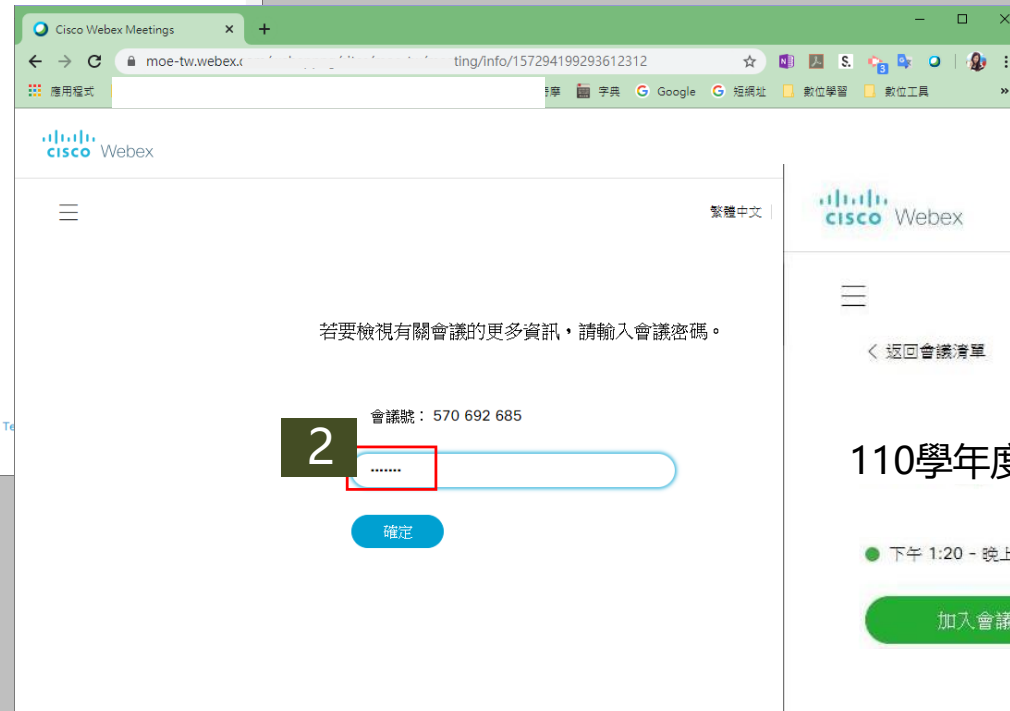 Cisco Webex Meetings
moe-tw.webex.c
ting/info/157294199293612312
應用程式
字典
Google
短網址
數位學習
數位工具
»
cisco Webex
繁體中文
若要檢視有關會議的更多資訊，請輸入會議密碼。
會議號： 570 692 685
2
•••••••
確定
Te
cisco Webex
返回會議清單
110學年度
下午 1:20 - 晚上
加入會議